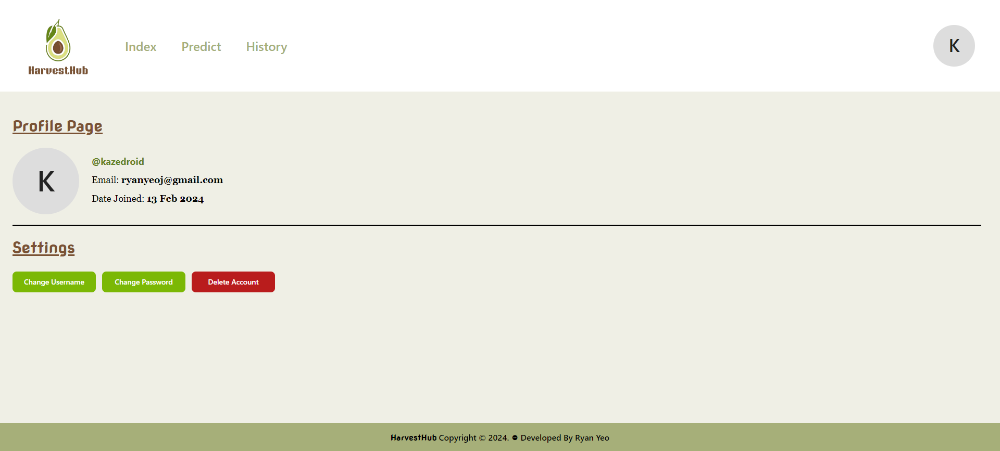 HarvestHub
Index Predict History
K
Profile Page
K
@kazedroid
Email: ryanyeoj@gmail.com
Date Joined: 13 Feb 2024
Settings
Change Username Change Password Delete Account
HarvestHub Copyright © 2024. Developed By Ryan Yeo